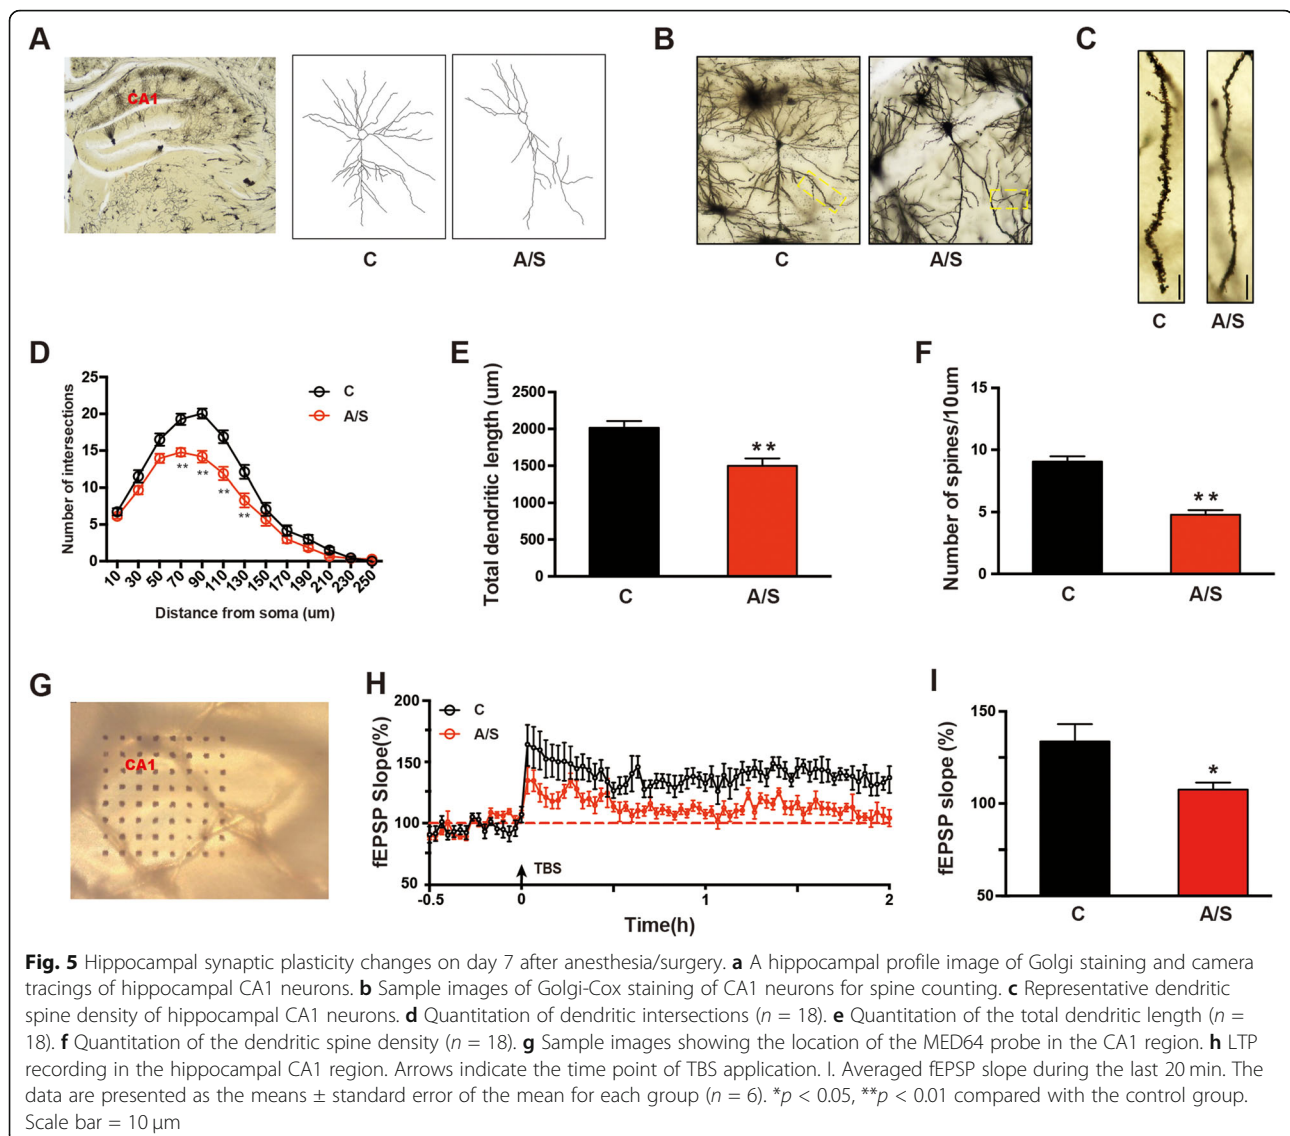 A
CA1
C
A/S
B
C
A/S
C
C
A/S
D
Number of intersections
25
20
15
10
5
0
C
A/S
**
**
**
**
10 30 50 70 90 110 130 150 170 190 210 230 250
Distance from soma (um)
E
Total dendritic length (um)
2500
2000
1500
1000
500
0
**
C
A/S
F
Number of spines/10um
15
10
5
0
**
C
A/S
G
CA1
H
fEPSP Slope(%)
200
150
100
50
C
A/S
TBS
-0.5 0 1 2
Time(h)
I
fEPSP slope (%)
150
100
50
*
C
A/S
Fig. 5 Hippocampal synaptic plasticity changes on day 7 after anesthesia/surgery. a A hippocampal profile image of Golgi staining and camera
tracings of hippocampal CA1 neurons. b Sample images of Golgi-Cox staining of CA1 neurons for spine counting. c Representative dendritic
spine density of hippocampal CA1 neurons. d Quantitation of dendritic intersections (n = 18). e Quantitation of the total dendritic length (n =
18). f Quantitation of the dendritic spine density (n = 18). g Sample images showing the location of the MED64 probe in the CA1 region. h LTP
recording in the hippocampal CA1 region. Arrows indicate the time point of TBS application. I. Averaged fEPSP slope during the last 20 min. The
data are presented as the means ± standard error of the mean for each group (n = 6). *p < 0.05, **p < 0.01 compared with the control group.
Scale bar = 10 μm